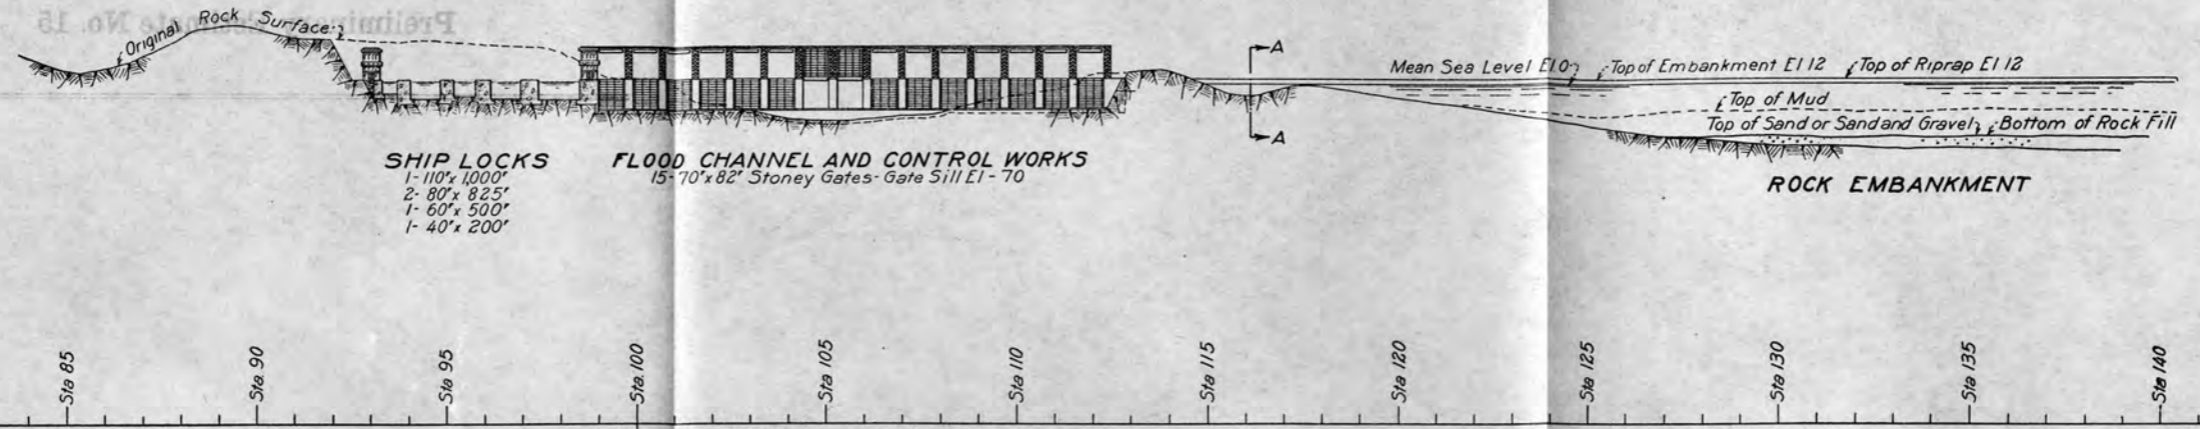 Preliminary Estimate No. 15
Original Rock Surface
A
Mean Sea Level El.0
Top of Embankment El 12
Top of Riprap El 12
Top of Mud
A
Top of Sand or Sand and Gravel
Bottom of Rock Fill
SHIP LOCKS
1-110'x 1,000'
2-80'x 825'
1-60'x 500'
1-40'x 200'
FLOOD CHANNEL AND CONTROL WORKS
15-70'x 82' Stoney Gates-Gate Sill El-70
ROCK EMBANKMENT
Sta 85
Sta. 90
Sta 95
Sta. 100
Sta 105
Sta 110
Sta 115
Sta 120
Sta 125
Sta 130
Sta 135
Sta 140